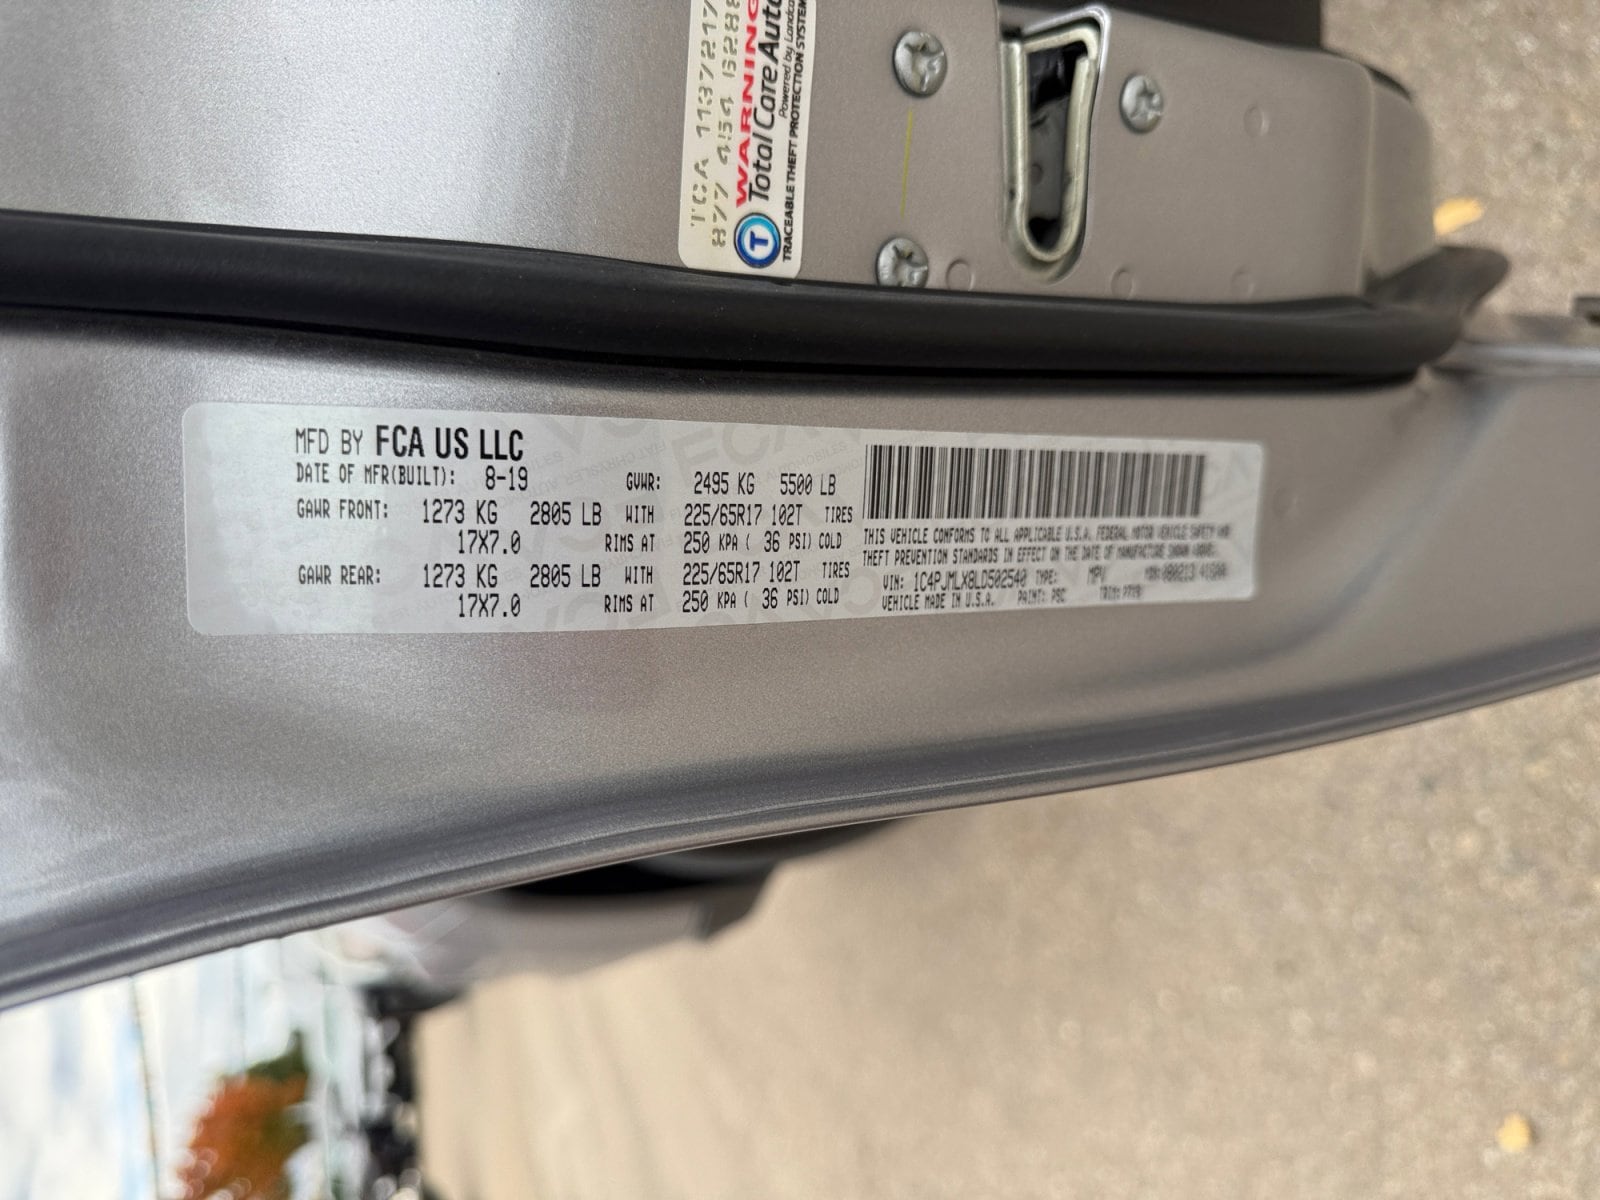 TCA 1137217
877 454 6288
WARNING
Total Care Auto
Powered by Landca
TRACEABLE THEFT PROTECTION SYSTEM
T
MFD BY FCA US LLC
DATE OF MFR(BUILT): 8-19 GVWR: 2495 KG 5500 LB
GAWR FRONT: 1273 KG 2805 LB WITH 225/65R17 102T TIRES
17X7.0 RIMS AT 250 KPA ( 36 PSI) COLD
GAWR REAR: 1273 KG 2805 LB WITH 225/65R17 102T TIRES
17X7.0 RIMS AT 250 KPA ( 36 PSI) COLD
THIS VEHICLE CONFORMS TO ALL APPLICABLE U.S.A. FEDERAL MOTOR VEHICLE SAFETY AND
THEFT PREVENTION STANDARDS IN EFFECT ON THE DATE OF MANUFACTURE SHOWN ABOVE.
VIN: 1C4PJMLX8LD502540 TYPE: MPV
VEHICLE MADE IN U.S.A. PAINT: PSC